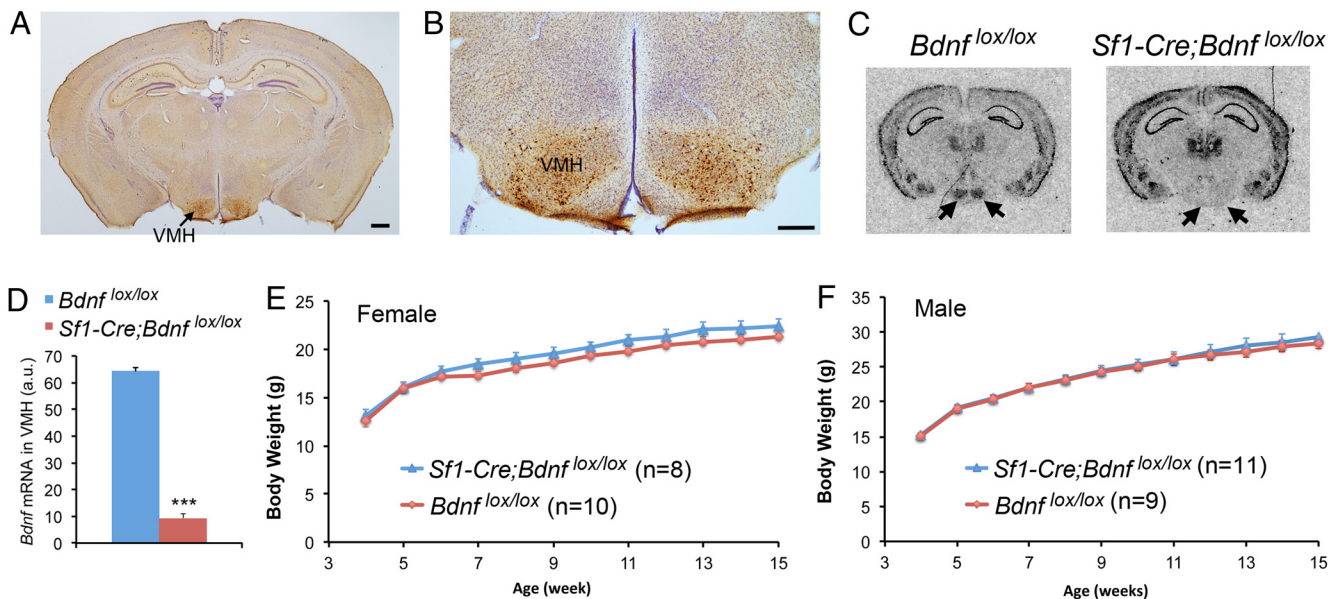 A
VMH
B
VMH
C
Bdnf lox/lox
Sf1-Cre;Bdnf lox/lox
D
Bdnf lox/lox
Sf1-Cre;Bdnf lox/lox
Bdnf mRNA in VMH (a.u.)
70
60
50
40
30
20
10
0
***
E
Female
Body Weight (g)
25
20
15
10
5
0
Sf1-Cre;Bdnf lox/lox (n=8)
Bdnf lox/lox (n=10)
3 5 7 9 11 13 15
Age (week)
F
Male
Body Weight (g)
35
30
25
20
15
10
5
0
Sf1-Cre;Bdnf lox/lox (n=11)
Bdnf lox/lox (n=9)
3 5 7 9 11 13 15
Age (weeks)